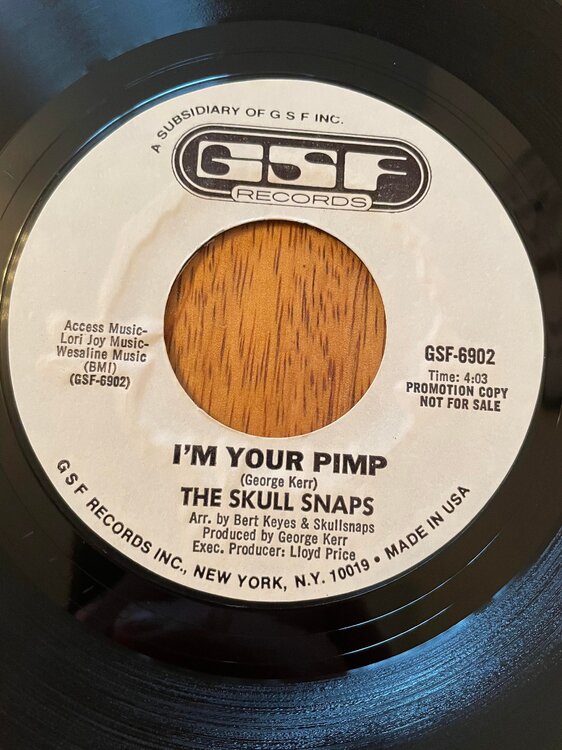 A SUBSIDIARY OF G S F INC.
GSF
RECORDS
Access Music-
Lori Joy Music-
Wesaline Music
(BMI)
(GSF-6902)
GSF-6902
Time: 4:03
PROMOTION COPY
NOT FOR SALE
I'M YOUR PIMP
(George Kerr)
THE SKULL SNAPS
Arr. by Bert Keyes & Skullsnaps
Produced by George Kerr
Exec. Producer: Lloyd Price
GSF RECORDS INC., NEW YORK, N.Y. 10019 • MADE IN USA